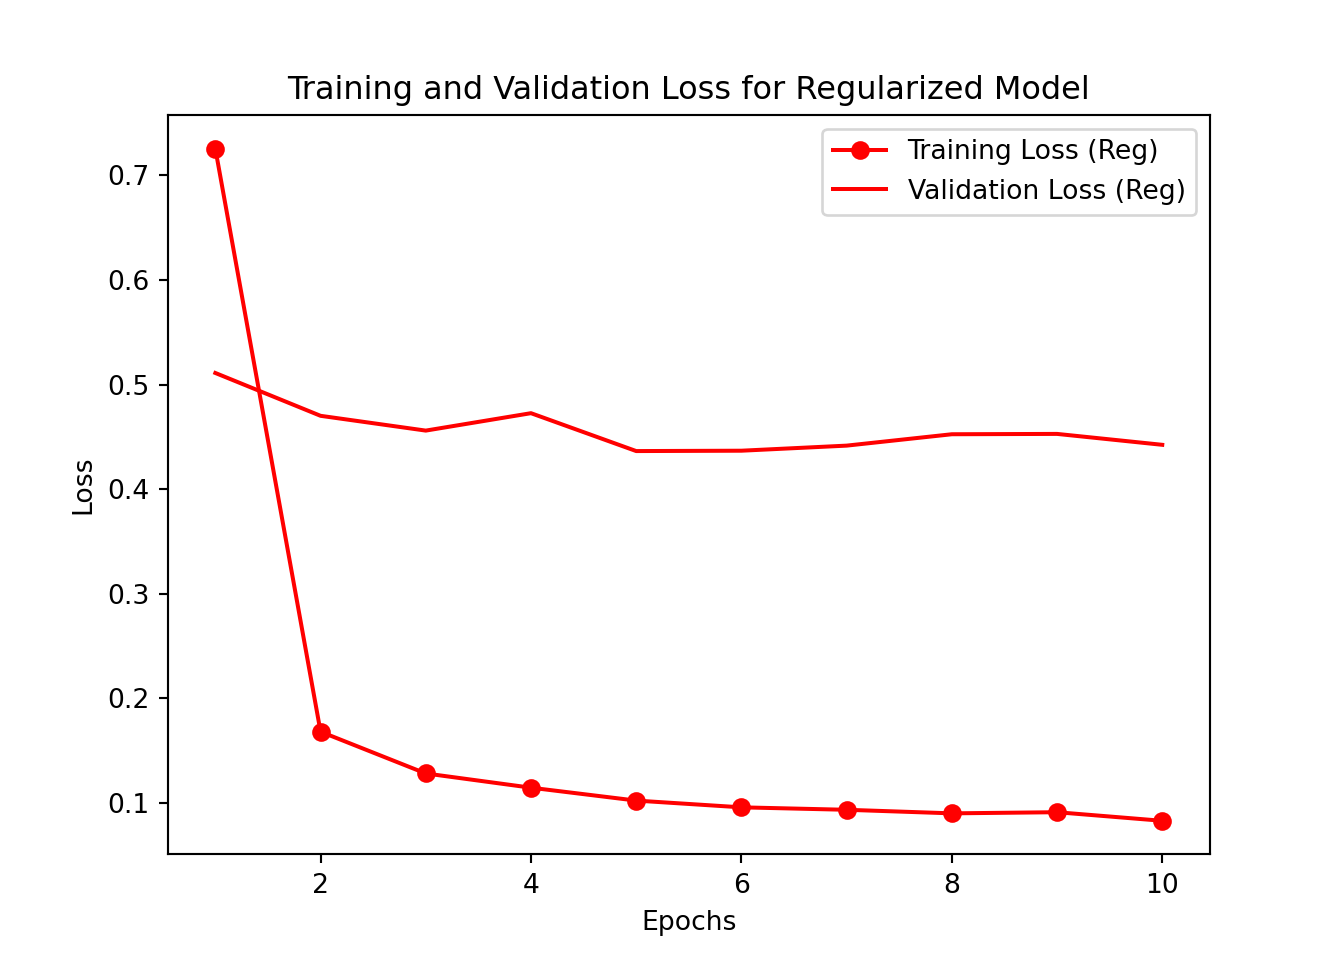 Training and Validation Loss for Regularized Model
Training Loss (Reg)
Validation Loss (Reg)
Loss
0.7
0.6
0.5
0.4
0.3
0.2
0.1
2 4 6 8 10
Epochs